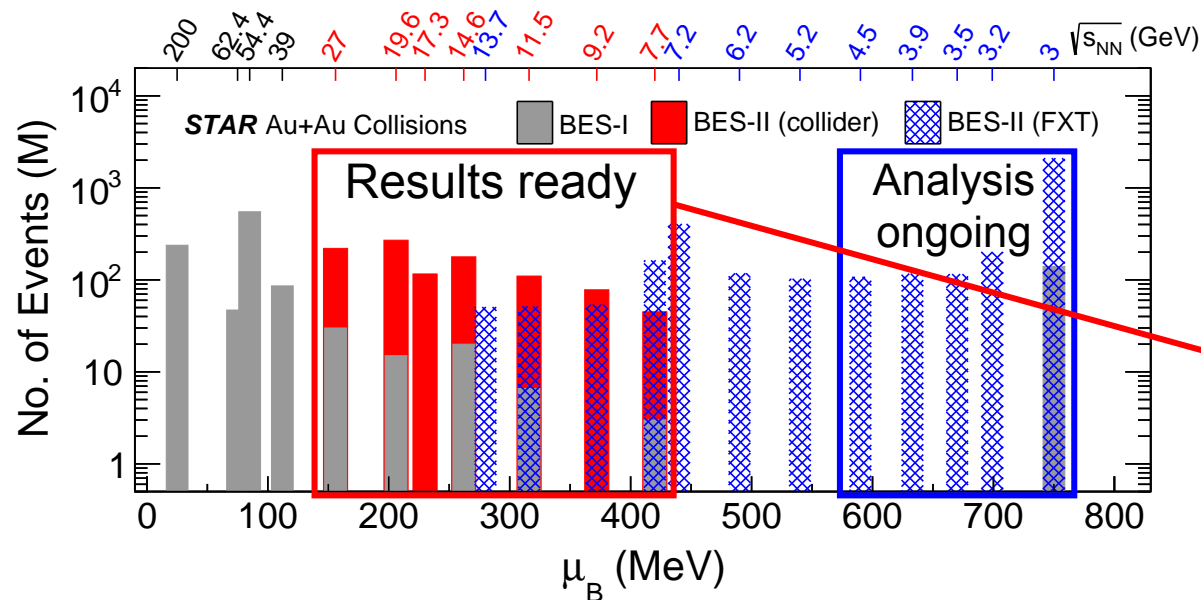 200 62.4 54.4 39 27 19.6 17.3 14.6 13.7 11.5 9.2 7.7 7.2 6.2 5.2 4.5 3.9 3.5 3.2 3 √s_NN (GeV)
STAR Au+Au Collisions BES-I BES-II (collider) BES-II (FXT)
Results ready
Analysis
ongoing
No. of Events (M)
10⁴
10³
10²
10
1
0 100 200 300 400 500 600 700 800
μ_B (MeV)